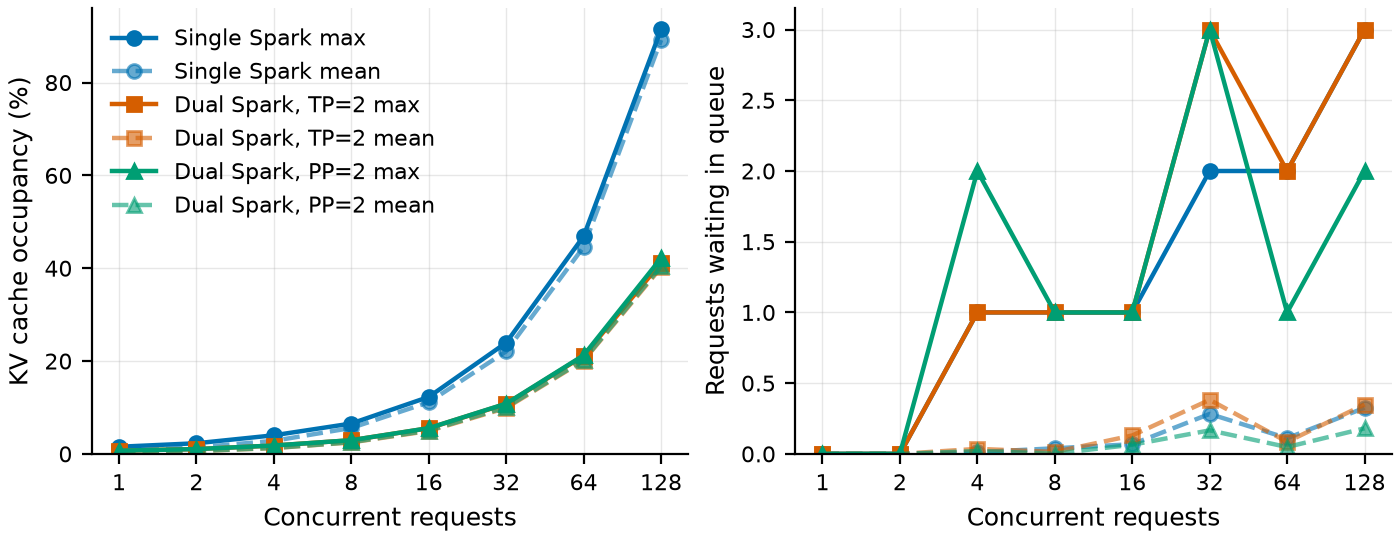 KV cache occupancy (%)
80
60
40
20
0
Single Spark max
Single Spark mean
Dual Spark, TP=2 max
Dual Spark, TP=2 mean
Dual Spark, PP=2 max
Dual Spark, PP=2 mean
1 2 4 8 16 32 64 128
Concurrent requests
Requests waiting in queue
3.0
2.5
2.0
1.5
1.0
0.5
0.0
1 2 4 8 16 32 64 128
Concurrent requests